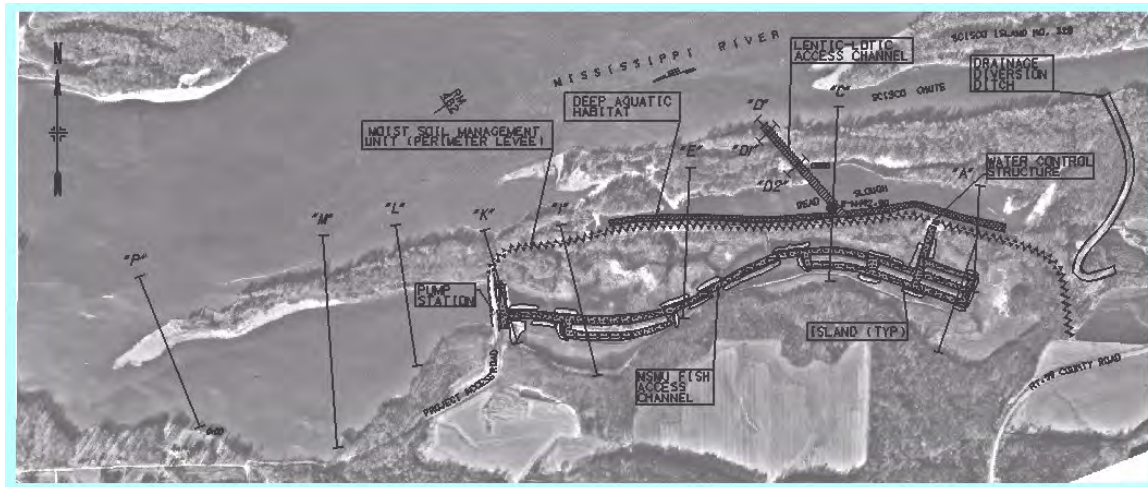 N
MISSISSIPPI RIVER
LENTIC-LOTIC
ACCESS CHANNEL
SCISCO ISLAND NO. 328
DRAINAGE
DIVERSION
DITCH
"C"
SCISCO CHUTE
DEEP AQUATIC
HABITAT
"D"
MOIST SOIL MANAGEMENT
UNIT (PERIMETER LEVEE)
"D1"
"E"
"D2"
WATER CONTROL
STRUCTURE
"A"
DEAD SLOUGH
"M"
"L"
"K"
"I"
"P"
PUMP
STATION
ISLAND (TYP)
MSMU FISH
ACCESS
CHANNEL
PROJECT ACCESS ROAD
COUNTY ROAD